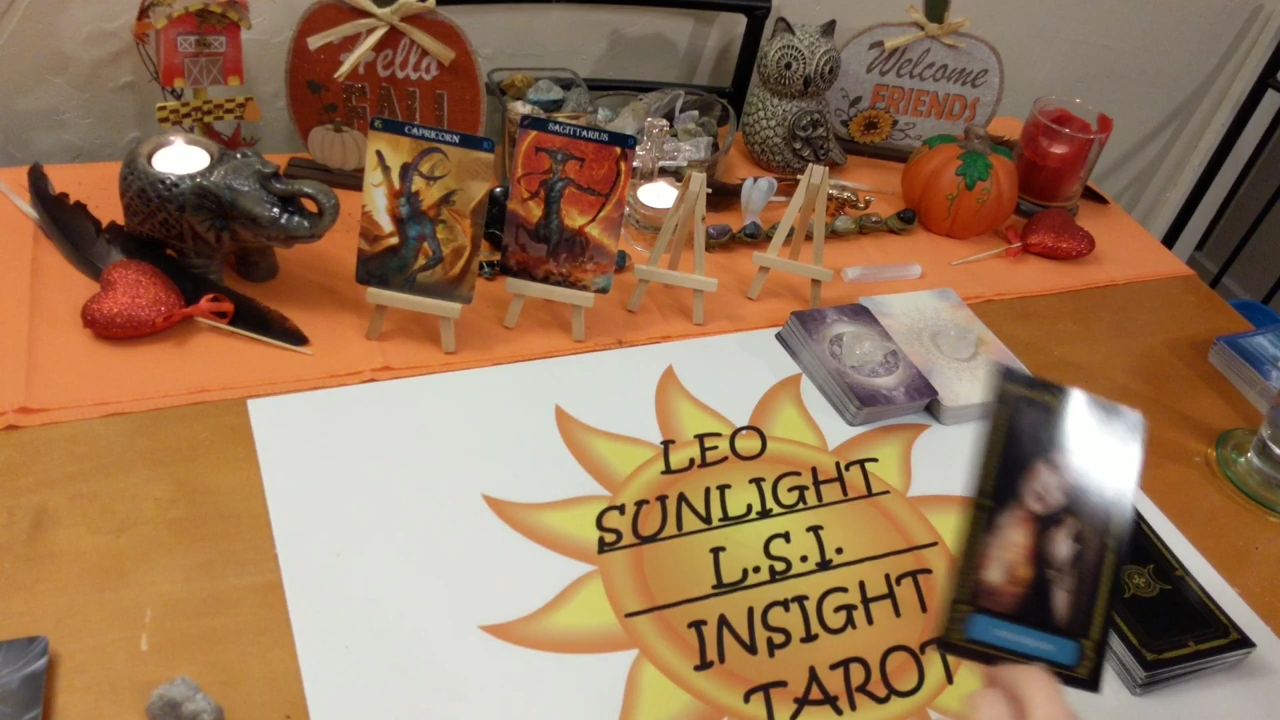 Hello
FALL
Welcome
FRIENDS
CAPRICORN
SAGITTARIUS
LEO
SUNLIGHT
L.S.I.
INSIGHT
TAROT